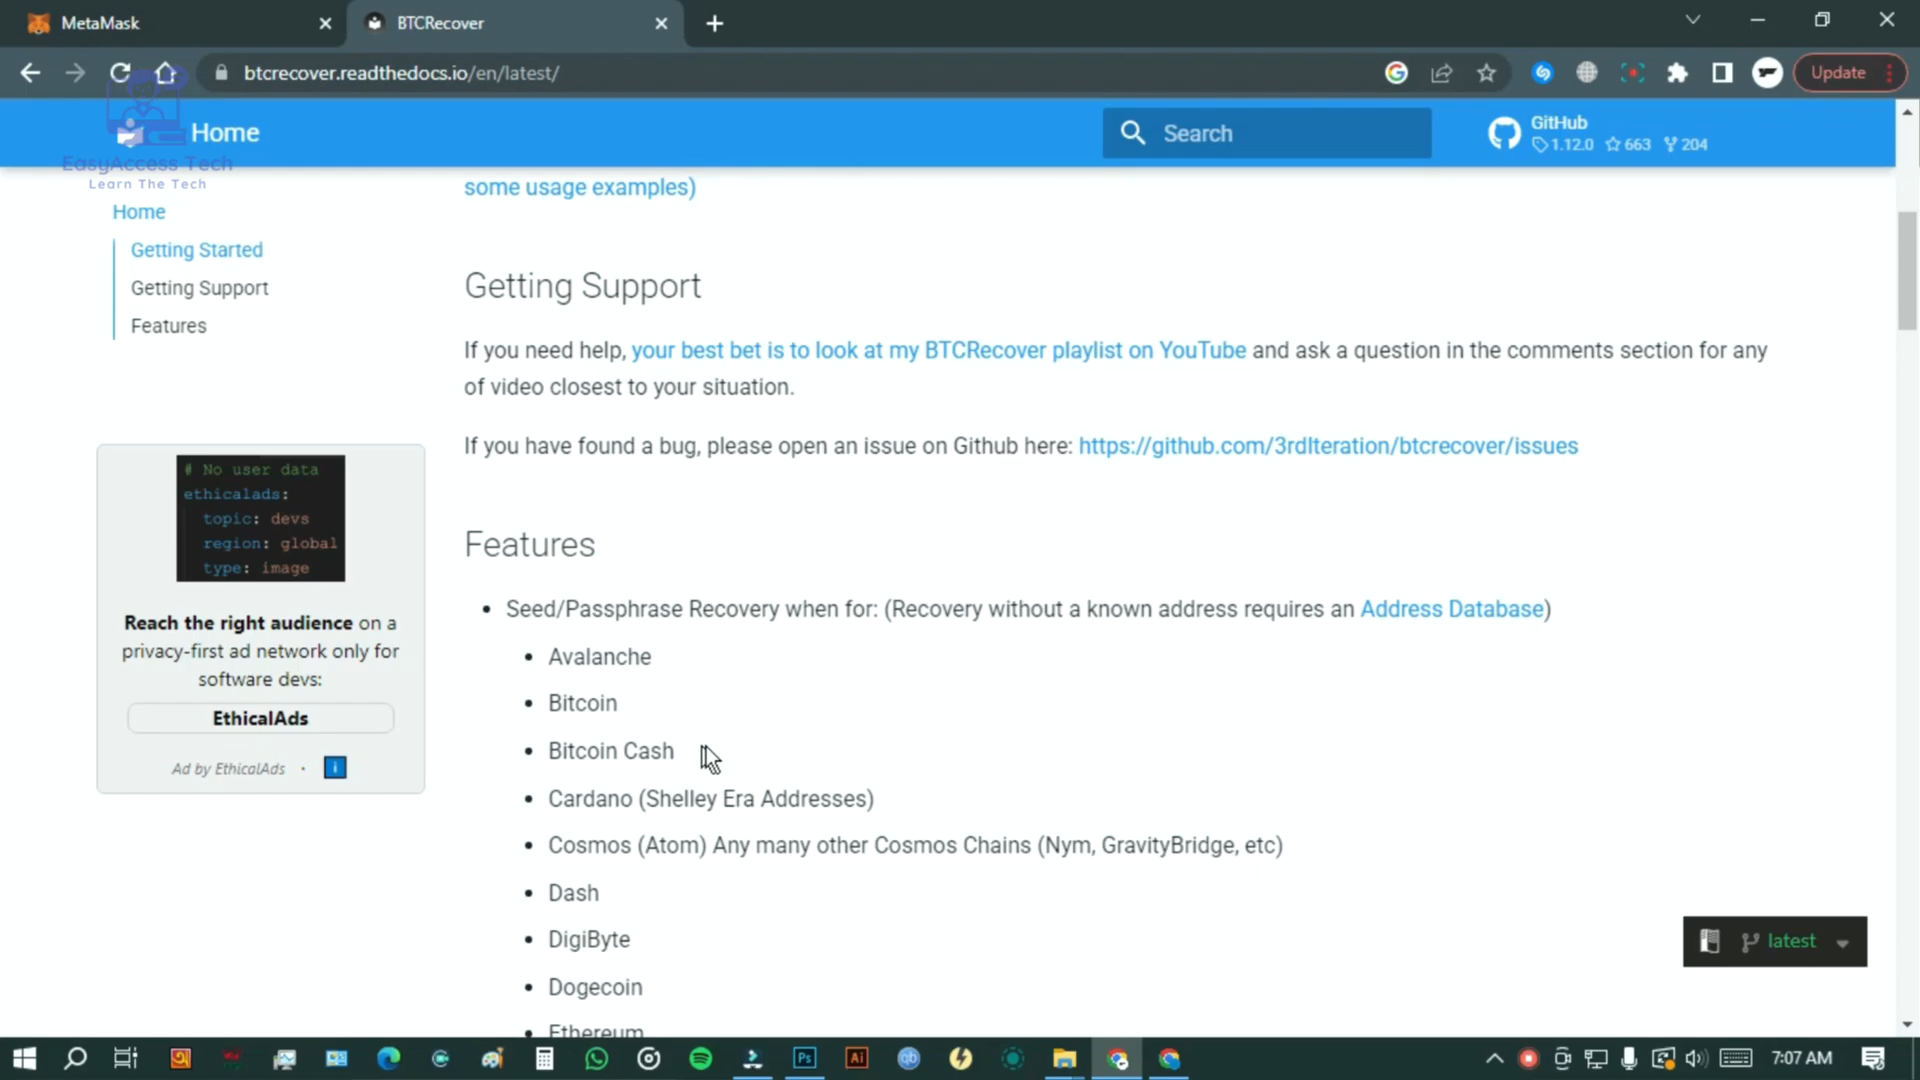 MetaMask
BTCRecover
btcrecover.readthedocs.io/en/latest/
Update
Home
Search
GitHub
1.12.0 663 204
EasyAccess Tech
Learn The Tech
Home
Getting Started
Getting Support
Features
# No user data
ethicalads:
topic: devs
region: global
type: image
Reach the right audience on a
privacy-first ad network only for
software devs:
EthicalAds
Ad by EthicalAds ·
some usage examples)
Getting Support
If you need help, your best bet is to look at my BTCRecover playlist on YouTube and ask a question in the comments section for any
of video closest to your situation.
If you have found a bug, please open an issue on Github here: https://github.com/3rdIteration/btcrecover/issues
Features
• Seed/Passphrase Recovery when for: (Recovery without a known address requires an Address Database)
• Avalanche
• Bitcoin
• Bitcoin Cash
• Cardano (Shelley Era Addresses)
• Cosmos (Atom) Any many other Cosmos Chains (Nym, GravityBridge, etc)
• Dash
• DigiByte
• Dogecoin
• Ethereum
latest
Ps
Ai
qb
7:07 AM